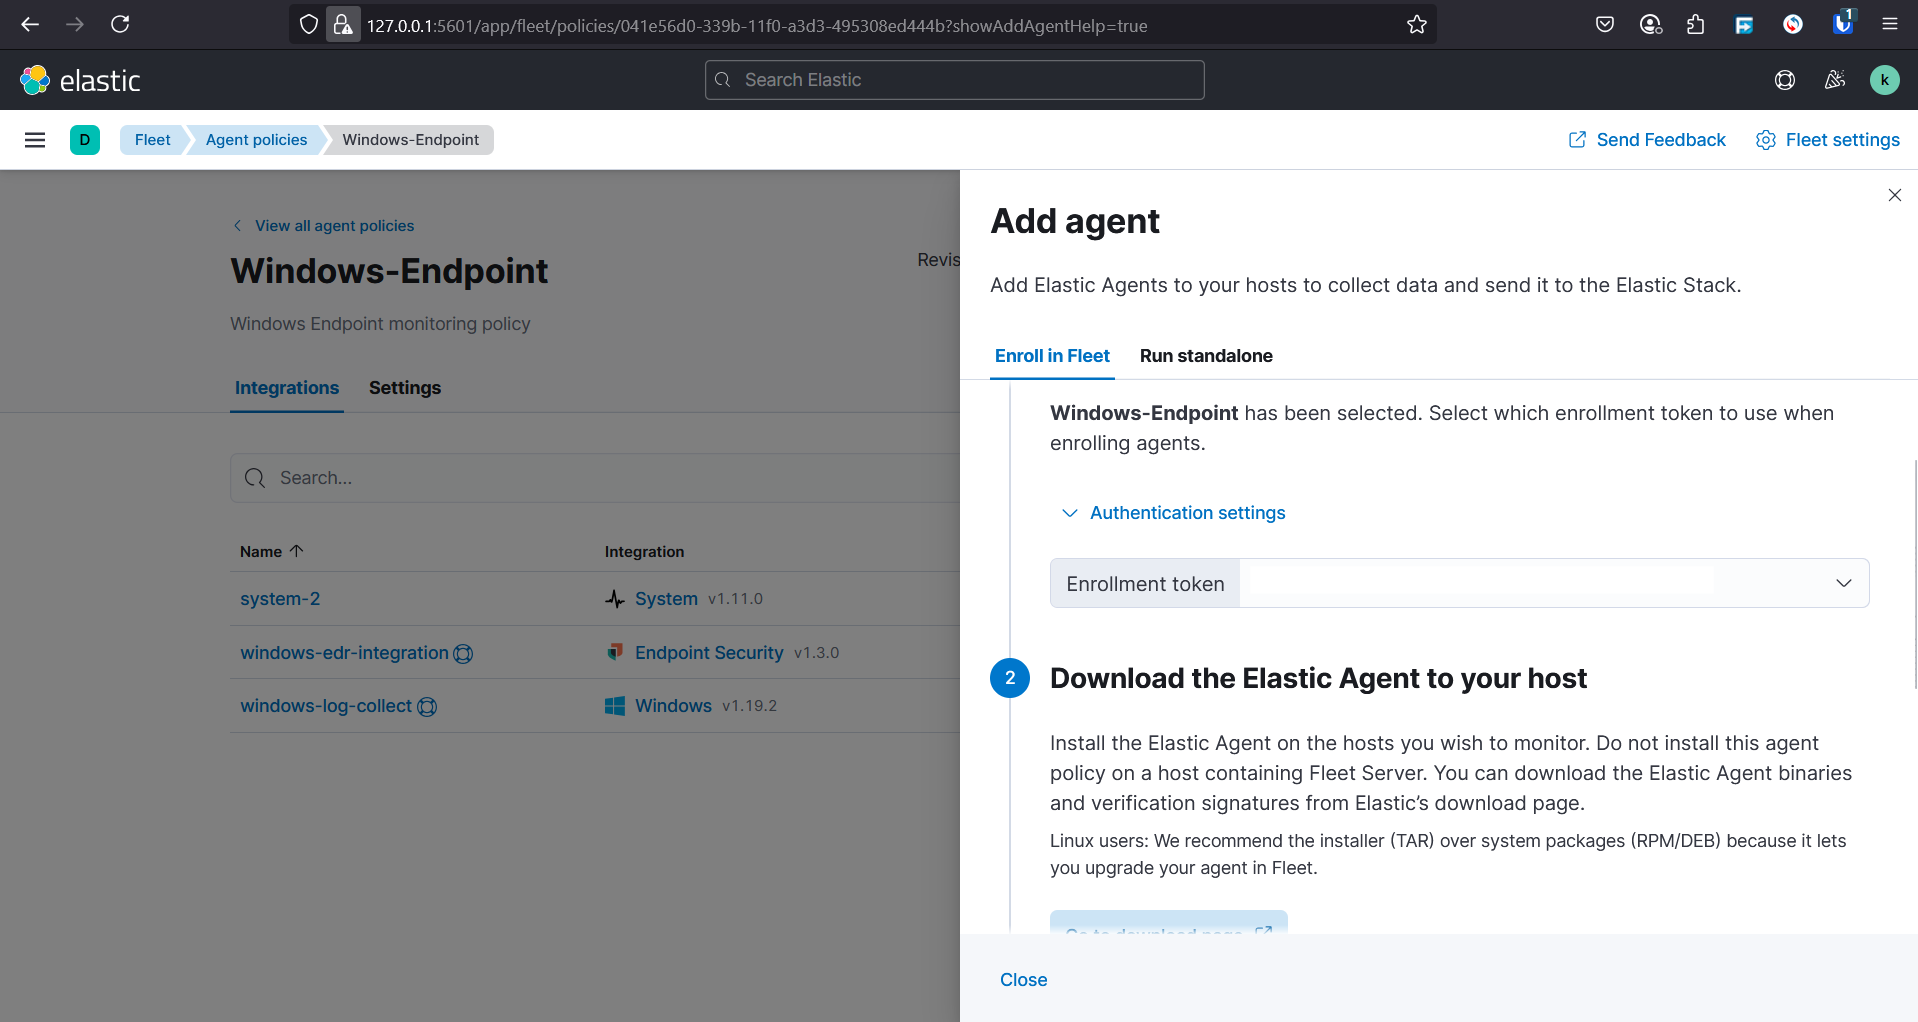 127.0.0.1:5601/app/fleet/policies/041e56d0-339b-11f0-a3d3-495308ed444b?showAddAgentHelp=true
1
elastic
Search Elastic
k
D
Fleet
Agent policies
Windows-Endpoint
Send Feedback
Fleet settings
View all agent policies
Windows-Endpoint
Revis
Windows Endpoint monitoring policy
Integrations
Settings
Search...
Name
Integration
system-2
System v1.11.0
windows-edr-integration
Endpoint Security v1.3.0
windows-log-collect
Windows v1.19.2
Add agent
Add Elastic Agents to your hosts to collect data and send it to the Elastic Stack.
Enroll in Fleet
Run standalone
Windows-Endpoint has been selected. Select which enrollment token to use when
enrolling agents.
Authentication settings
Enrollment token
2
Download the Elastic Agent to your host
Install the Elastic Agent on the hosts you wish to monitor. Do not install this agent
policy on a host containing Fleet Server. You can download the Elastic Agent binaries
and verification signatures from Elastic’s download page.
Linux users: We recommend the installer (TAR) over system packages (RPM/DEB) because it lets
you upgrade your agent in Fleet.
Go to download page
Close